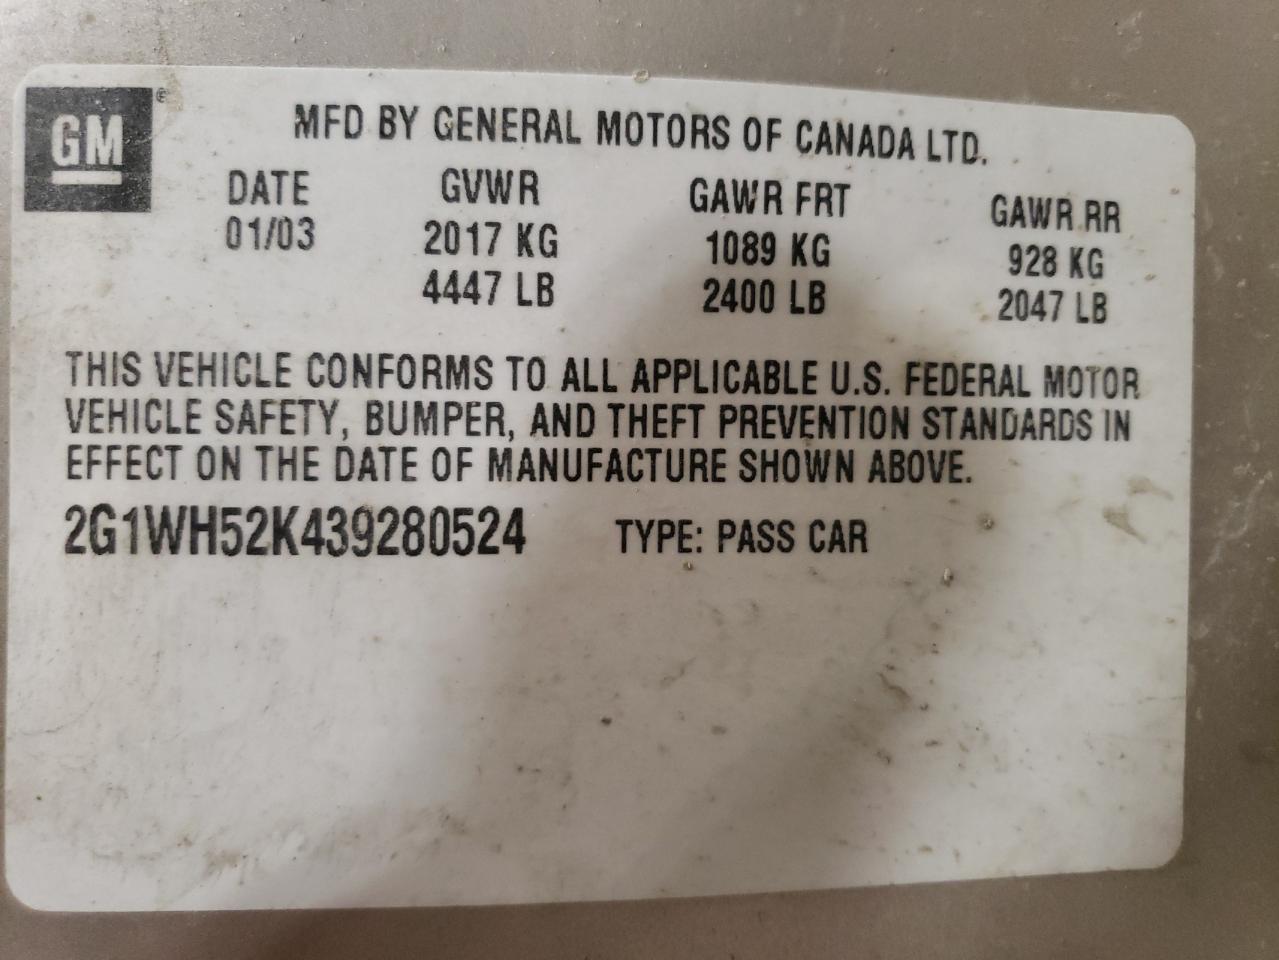 GM®
MFD BY GENERAL MOTORS OF CANADA LTD.
DATE GVWR GAWR FRT GAWR RR
01/03 2017 KG 1089 KG 928 KG
4447 LB 2400 LB 2047 LB
THIS VEHICLE CONFORMS TO ALL APPLICABLE U.S. FEDERAL MOTOR
VEHICLE SAFETY, BUMPER, AND THEFT PREVENTION STANDARDS IN
EFFECT ON THE DATE OF MANUFACTURE SHOWN ABOVE.
2G1WH52K439280524 TYPE: PASS CAR